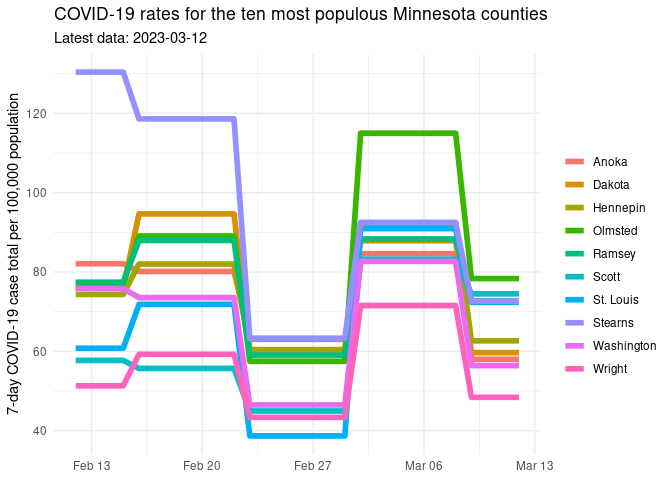 COVID-19 rates for the ten most populous Minnesota counties
Latest data: 2023-03-12
7-day COVID-19 case total per 100,000 population
120
100
80
60
40
Feb 13
Feb 20
Feb 27
Mar 06
Mar 13
Anoka
Dakota
Hennepin
Olmsted
Ramsey
Scott
St. Louis
Stearns
Washington
Wright